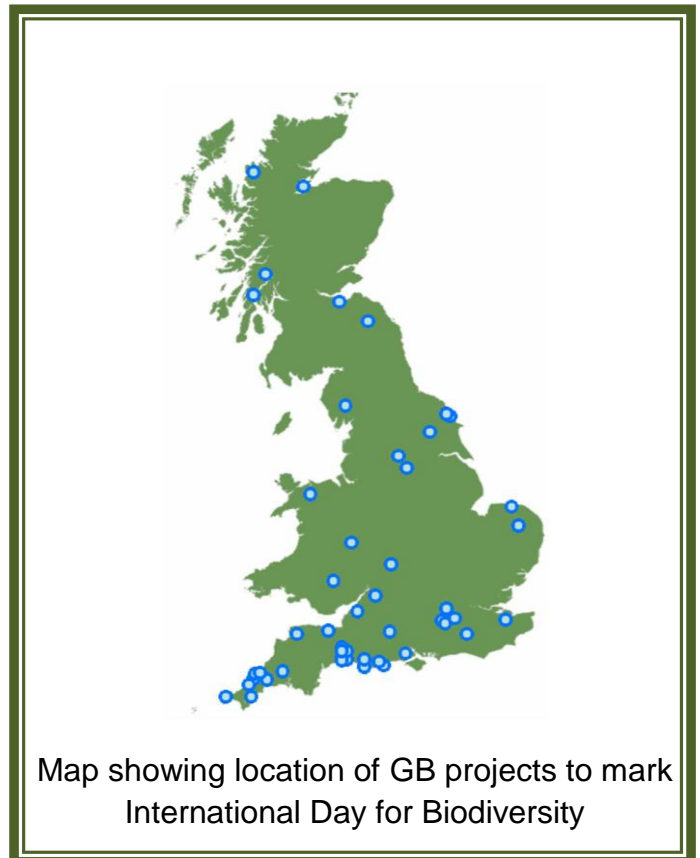 Map showing location of GB projects to mark
International Day for Biodiversity